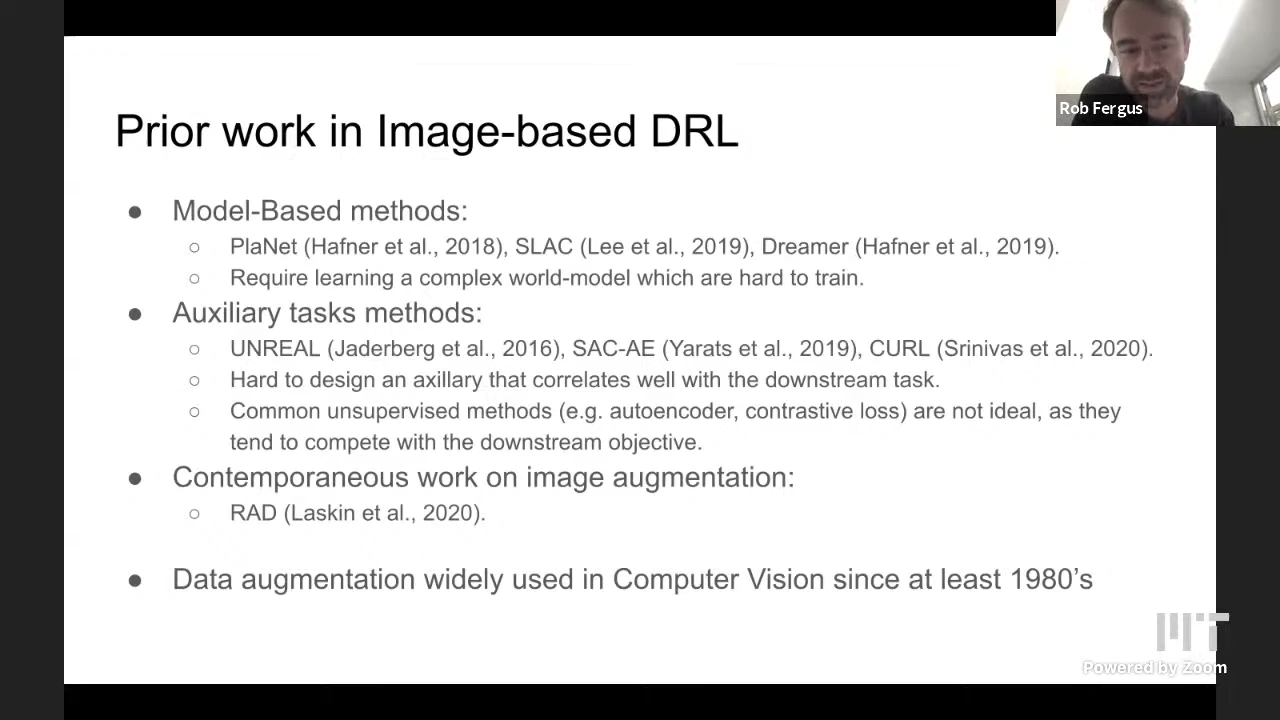 Rob Fergus
Prior work in Image-based DRL
● Model-Based methods:
○ PlaNet (Hafner et al., 2018), SLAC (Lee et al., 2019), Dreamer (Hafner et al., 2019).
○ Require learning a complex world-model which are hard to train.
● Auxiliary tasks methods:
○ UNREAL (Jaderberg et al., 2016), SAC-AE (Yarats et al., 2019), CURL (Srinivas et al., 2020).
○ Hard to design an axillary that correlates well with the downstream task.
○ Common unsupervised methods (e.g. autoencoder, contrastive loss) are not ideal, as they
tend to compete with the downstream objective.
● Contemporaneous work on image augmentation:
○ RAD (Laskin et al., 2020).
● Data augmentation widely used in Computer Vision since at least 1980’s
MIT
Powered by Zoom